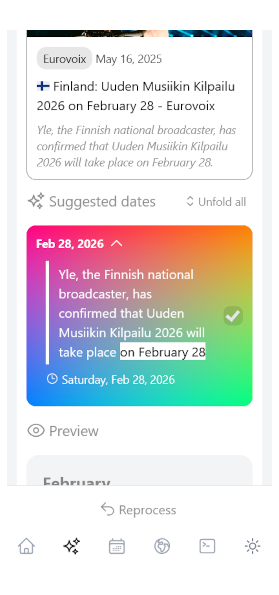 Eurovoix May 16, 2025
Finland: Uuden Musiikin Kilpailu
2026 on February 28 - Eurovoix
Yle, the Finnish national broadcaster, has
confirmed that Uuden Musiikin Kilpailu
2026 will take place on February 28.
Suggested dates Unfold all
Feb 28, 2026
Yle, the Finnish national
broadcaster, has
confirmed that Uuden
Musiikin Kilpailu 2026 will
take place on February 28
Saturday, Feb 28, 2026
Preview
February
Reprocess